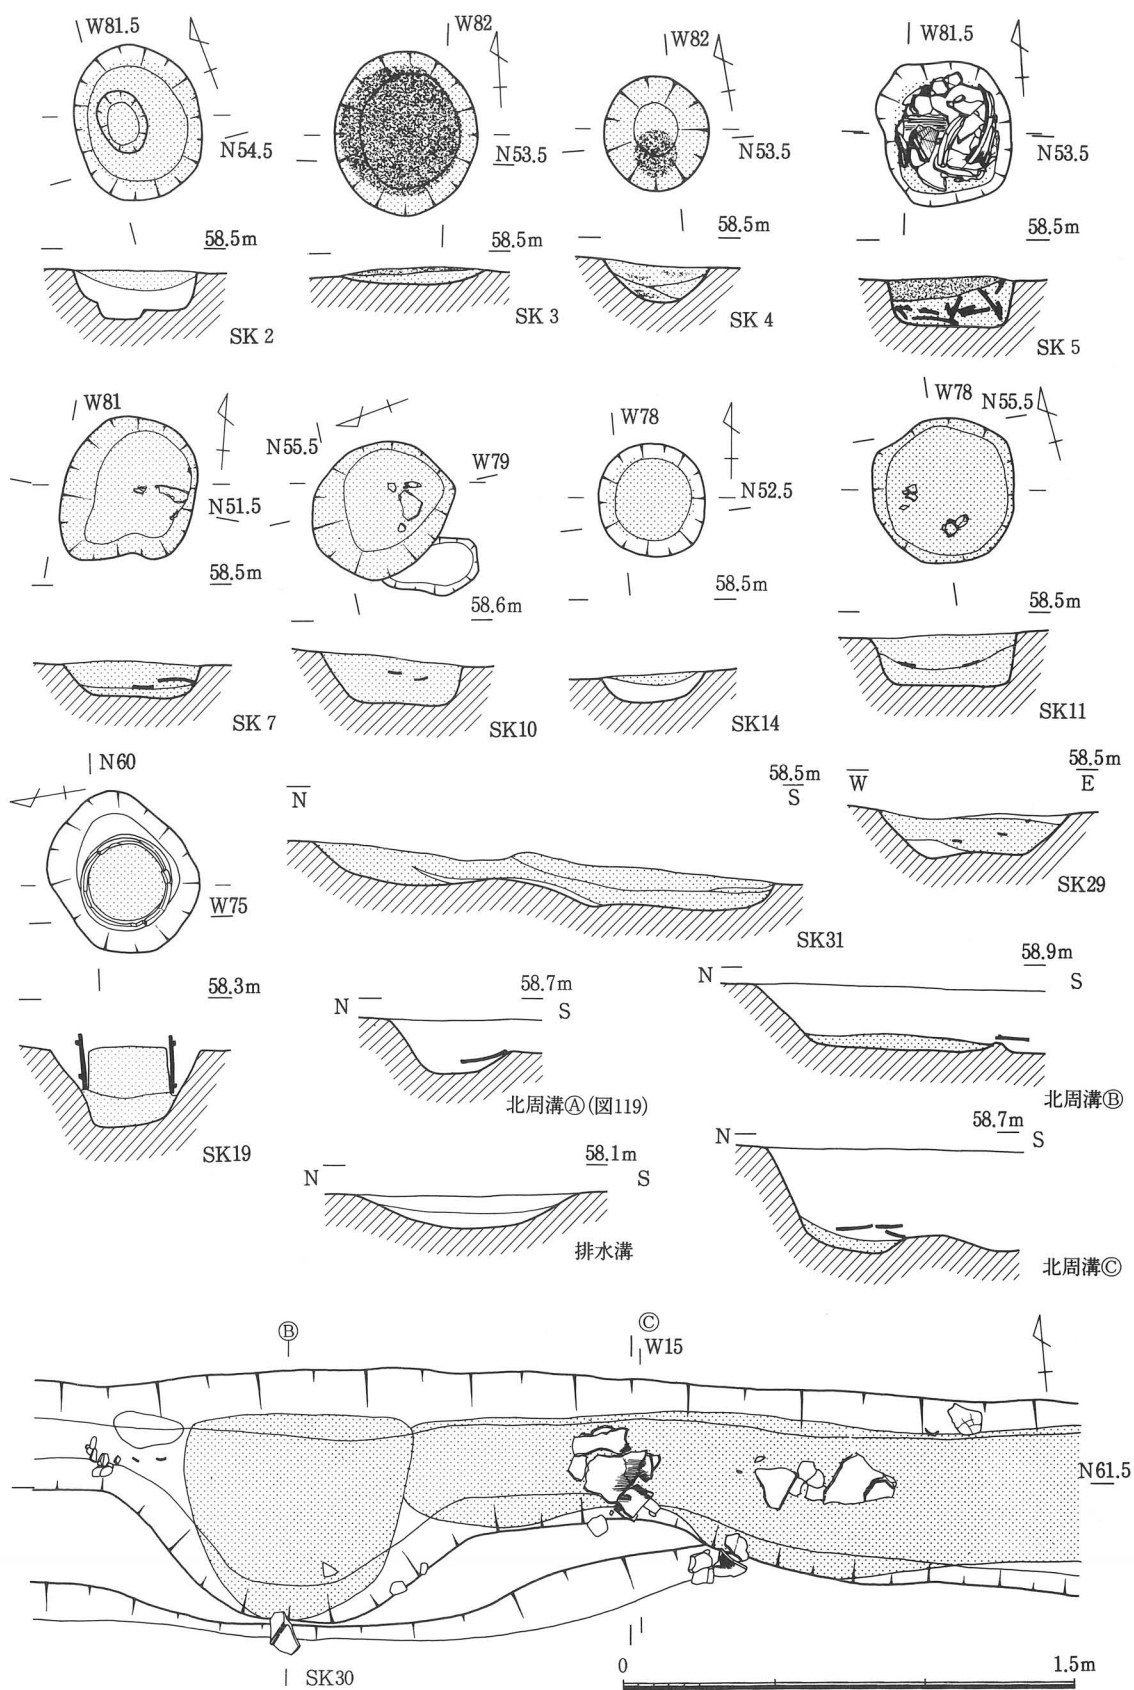 W81.5
N54.5
58.5m
SK 2
W82
N53.5
58.5m
SK 3
W82
N53.5
58.5m
SK 4
W81.5
N53.5
58.5m
SK 5
W81
N51.5
58.5m
SK 7
N55.5
W79
58.6m
SK10
W78
N52.5
58.5m
SK14
W78
N55.5
58.5m
SK11
N60
W75
58.3m
SK19
N
58.5m
S
SK31
W
58.5m
E
SK29
N
58.7m
S
北周溝Ⓐ(図119)
N
58.9m
S
北周溝Ⓑ
N
58.1m
S
排水溝
N
58.7m
S
北周溝Ⓒ
Ⓑ
Ⓒ
W15
N61.5
SK30
0
1.5m